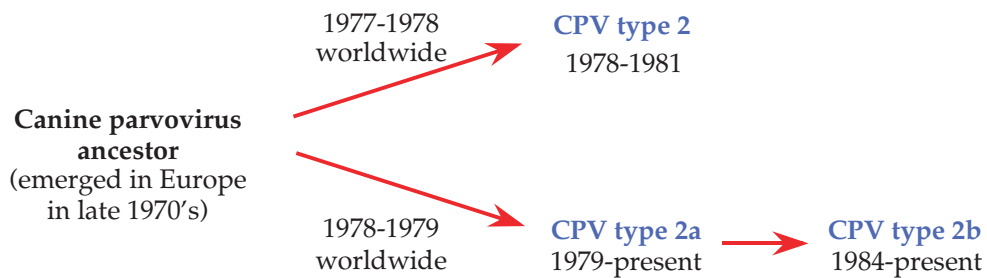 1977-1978
worldwide
CPV type 2
1978-1981
Canine parvovirus
ancestor
(emerged in Europe
in late 1970's)
1978-1979
worldwide
CPV type 2a
1979-present
CPV type 2b
1984-present